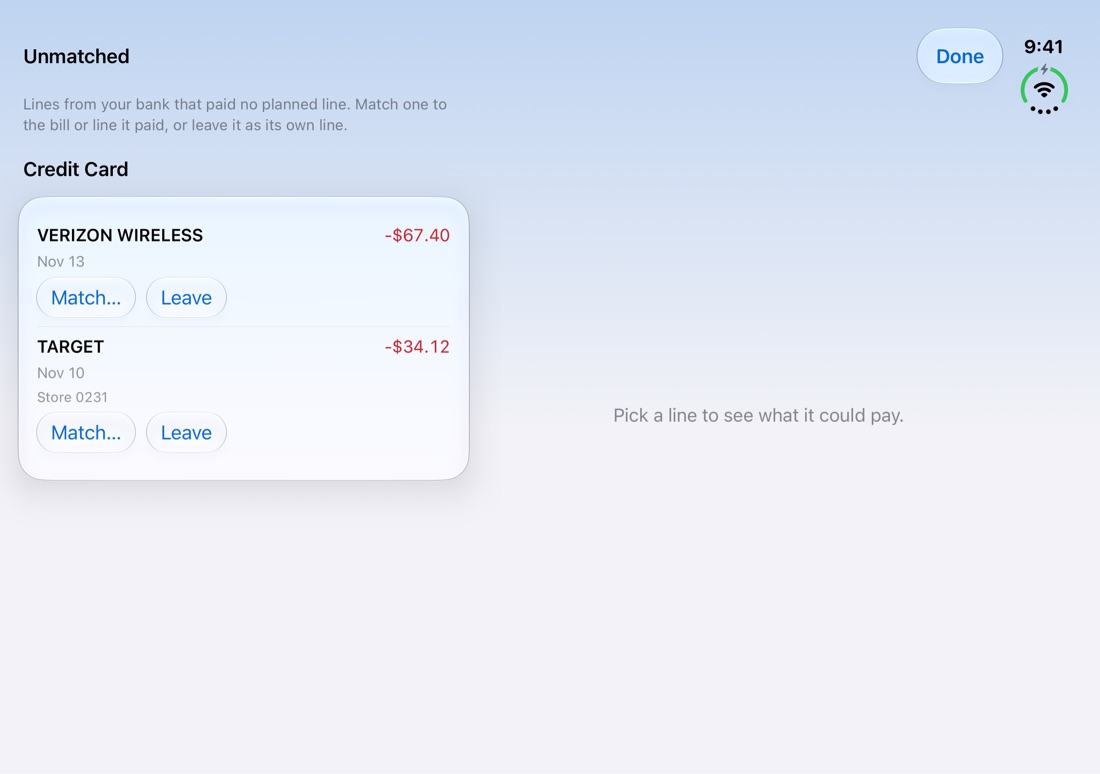 Unmatched
Done
9:41
Lines from your bank that paid no planned line. Match one to
the bill or line it paid, or leave it as its own line.
Credit Card
VERIZON WIRELESS -$67.40
Nov 13
Match... Leave
TARGET -$34.12
Nov 10
Store 0231
Match... Leave
Pick a line to see what it could pay.